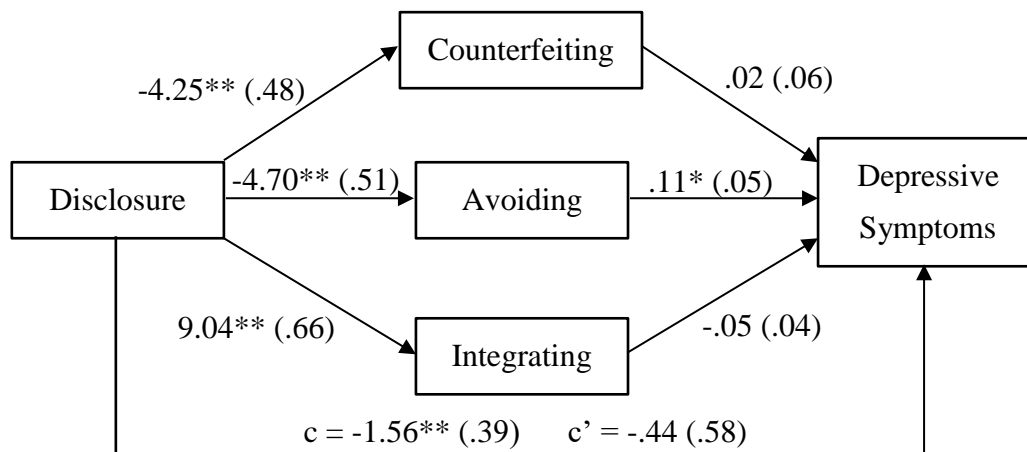 Counterfeiting
-4.25** (.48)
.02 (.06)
Disclosure
-4.70** (.51)
Avoiding
.11* (.05)
Depressive
Symptoms
9.04** (.66)
Integrating
-.05 (.04)
c = -1.56** (.39) c’ = -.44 (.58)